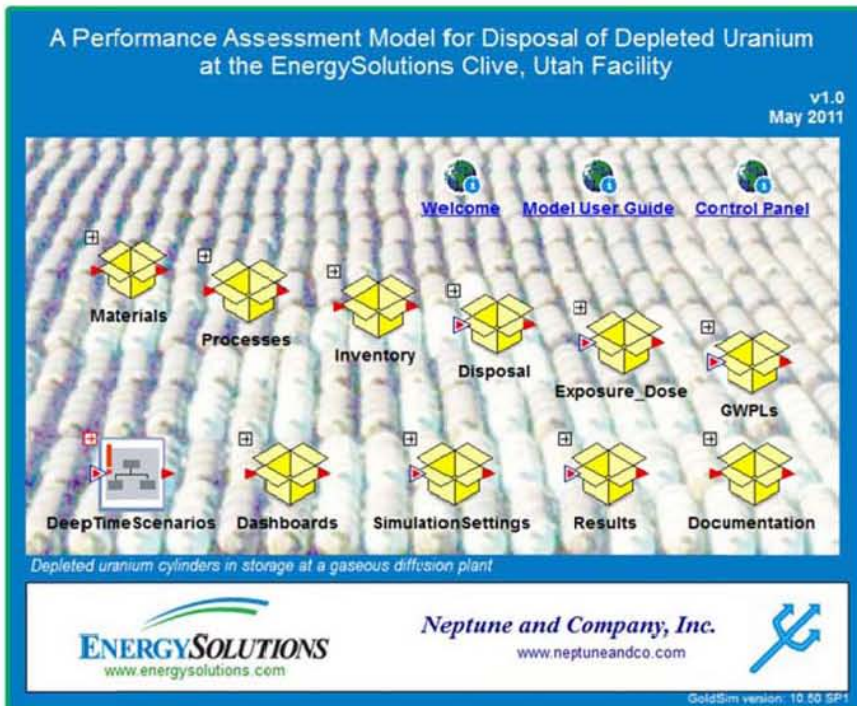 A Performance Assessment Model for Disposal of Depleted Uranium
at the EnergySolutions Clive, Utah Facility
v1.0
May 2011
Welcome
Model User Guide
Control Panel
Materials
Processes
Inventory
Disposal
Exposure_Dose
GWPLs
DeepTimeScenarios
Dashboards
SimulationSettings
Results
Documentation
Depleted uranium cylinders in storage at a gaseous diffusion plant
ENERGYSOLUTIONS
www.energysolutions.com
Neptune and Company, Inc.
www.neptuneandco.com
GoldSim version: 10.50 SP1